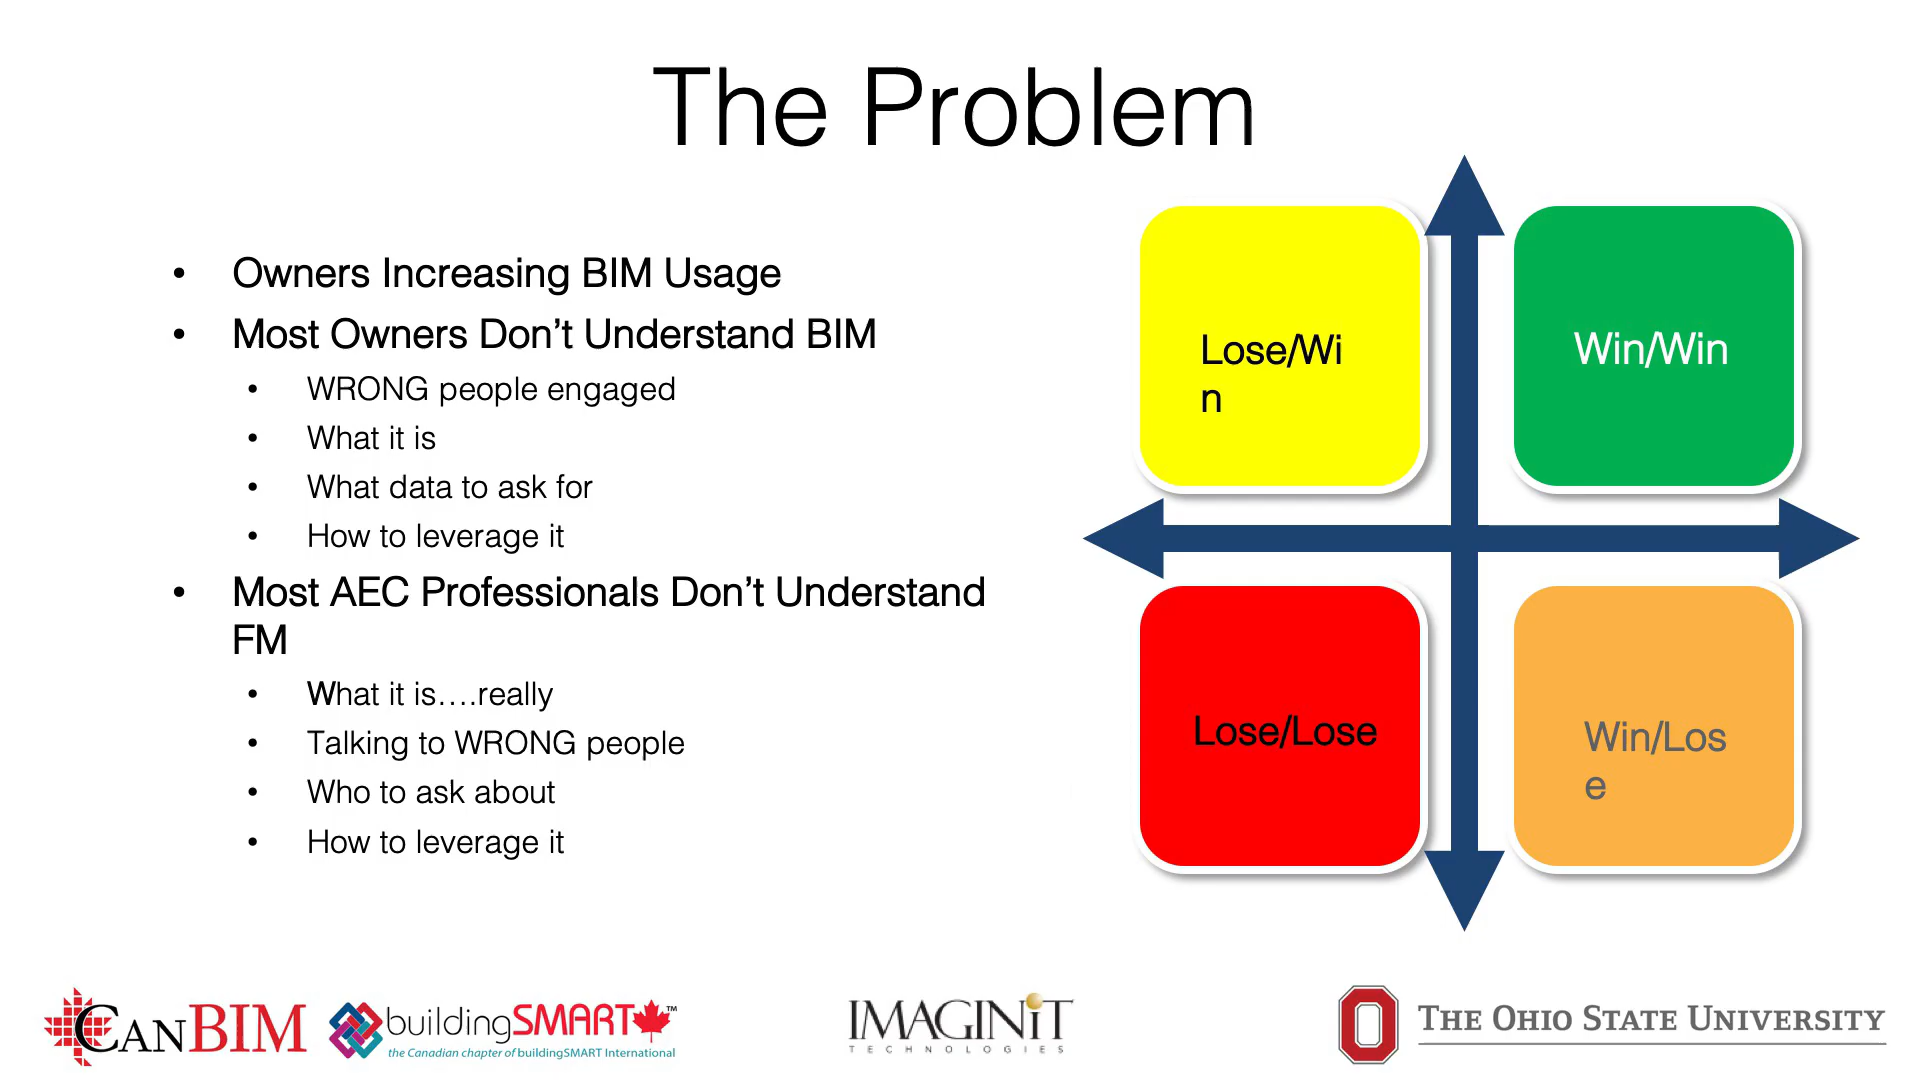 The Problem
• Owners Increasing BIM Usage
• Most Owners Don’t Understand BIM
• WRONG people engaged
• What it is
• What data to ask for
• How to leverage it
• Most AEC Professionals Don’t Understand
FM
• What it is….really
• Talking to WRONG people
• Who to ask about
• How to leverage it
Lose/Wi
n
Win/Win
Lose/Lose
Win/Los
e
CANBIM
buildingSMART™
the Canadian chapter of buildingSMART International
IMAGINiT
TECHNOLOGIES
THE OHIO STATE UNIVERSITY